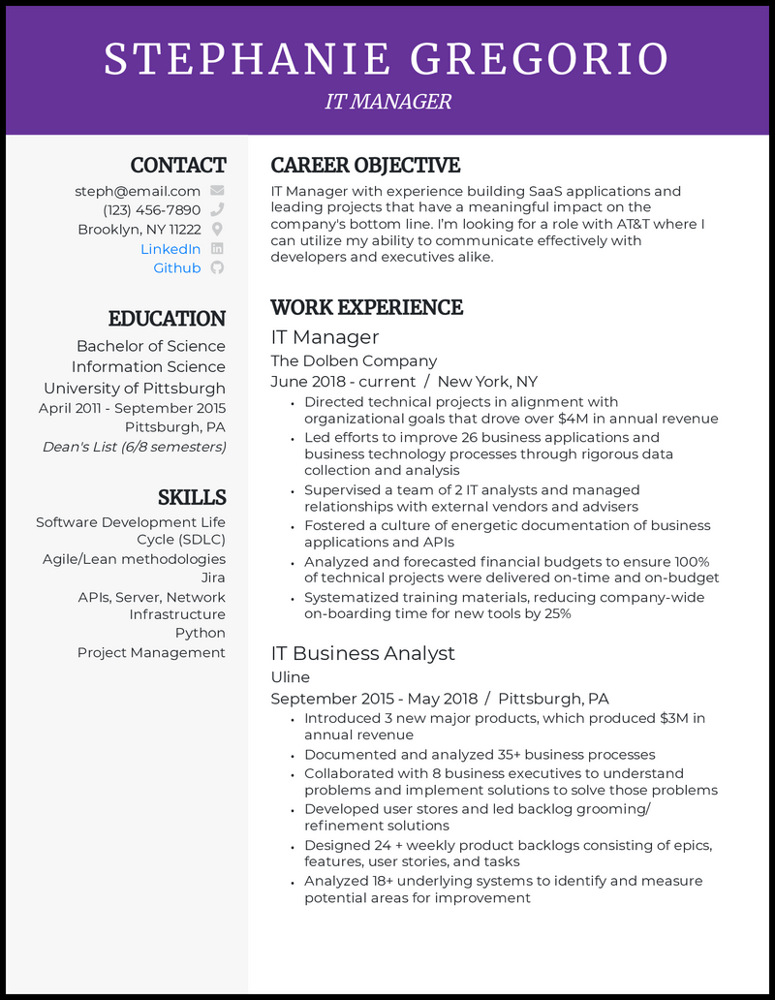 STEPHANIE GREGORIO
IT MANAGER
CONTACT
steph@email.com
(123) 456-7890
Brooklyn, NY 11222
LinkedIn
Github
EDUCATION
Bachelor of Science
Information Science
University of Pittsburgh
April 2011 - September 2015
Pittsburgh, PA
Dean's List (6/8 semesters)
SKILLS
Software Development Life
Cycle (SDLC)
Agile/Lean methodologies
Jira
APIs, Server, Network
Infrastructure
Python
Project Management
CAREER OBJECTIVE
IT Manager with experience building SaaS applications and
leading projects that have a meaningful impact on the
company's bottom line. I’m looking for a role with AT&T where I
can utilize my ability to communicate effectively with
developers and executives alike.
WORK EXPERIENCE
IT Manager
The Dolben Company
June 2018 - current / New York, NY
• Directed technical projects in alignment with
organizational goals that drove over $4M in annual revenue
• Led efforts to improve 26 business applications and
business technology processes through rigorous data
collection and analysis
• Supervised a team of 2 IT analysts and managed
relationships with external vendors and advisers
• Fostered a culture of energetic documentation of business
applications and APIs
• Analyzed and forecasted financial budgets to ensure 100%
of technical projects were delivered on-time and on-budget
• Systematized training materials, reducing company-wide
on-boarding time for new tools by 25%
IT Business Analyst
Uline
September 2015 - May 2018 / Pittsburgh, PA
• Introduced 3 new major products, which produced $3M in
annual revenue
• Documented and analyzed 35+ business processes
• Collaborated with 8 business executives to understand
problems and implement solutions to solve those problems
• Developed user stores and led backlog grooming/
refinement solutions
• Designed 24 + weekly product backlogs consisting of epics,
features, user stories, and tasks
• Analyzed 18+ underlying systems to identify and measure
potential areas for improvement